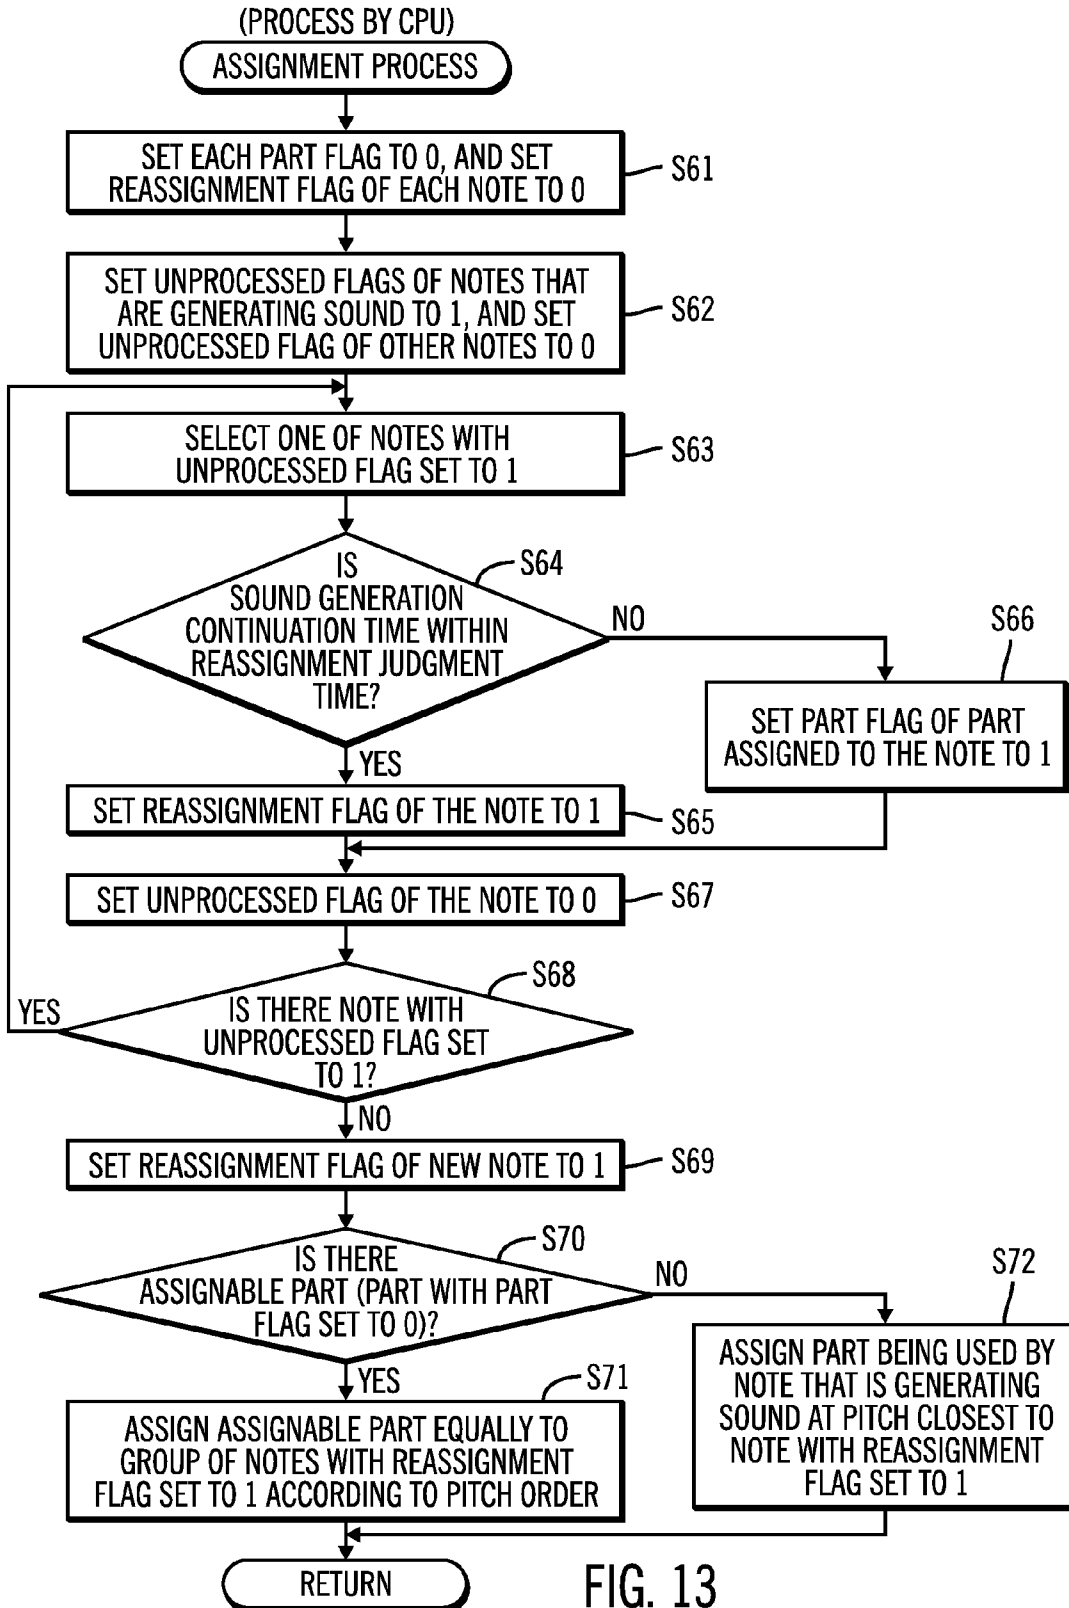 (PROCESS BY CPU)
ASSIGNMENT PROCESS
SET EACH PART FLAG TO 0, AND SET
REASSIGNMENT FLAG OF EACH NOTE TO 0
S61
SET UNPROCESSED FLAGS OF NOTES THAT
ARE GENERATING SOUND TO 1, AND SET
UNPROCESSED FLAG OF OTHER NOTES TO 0
S62
SELECT ONE OF NOTES WITH
UNPROCESSED FLAG SET TO 1
S63
IS
SOUND GENERATION
CONTINUATION TIME WITHIN
REASSIGNMENT JUDGMENT
TIME?
S64
NO
S66
SET PART FLAG OF PART
ASSIGNED TO THE NOTE TO 1
YES
SET REASSIGNMENT FLAG OF THE NOTE TO 1
S65
SET UNPROCESSED FLAG OF THE NOTE TO 0
S67
S68
YES
IS THERE NOTE WITH
UNPROCESSED FLAG SET
TO 1?
NO
SET REASSIGNMENT FLAG OF NEW NOTE TO 1
S69
IS THERE
ASSIGNABLE PART (PART WITH PART
FLAG SET TO 0)?
S70
NO
S72
ASSIGN PART BEING USED BY
NOTE THAT IS GENERATING
SOUND AT PITCH CLOSEST TO
NOTE WITH REASSIGNMENT
FLAG SET TO 1
YES
S71
ASSIGN ASSIGNABLE PART EQUALLY TO
GROUP OF NOTES WITH REASSIGNMENT
FLAG SET TO 1 ACCORDING TO PITCH ORDER
RETURN
FIG. 13